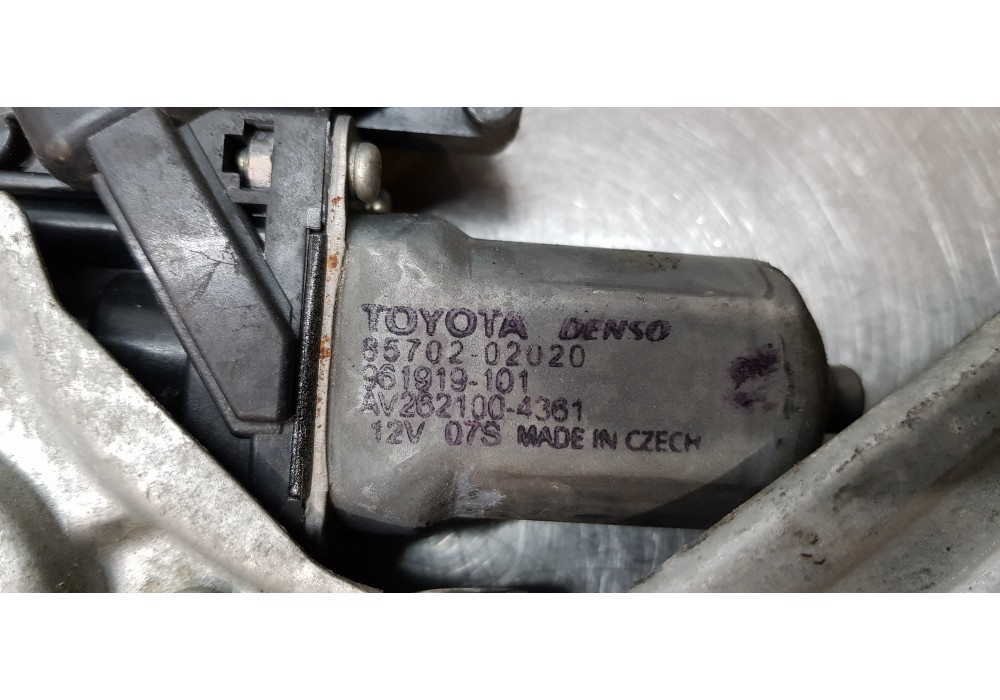 TOYOTA DENSO
85702-02020
961919-101
AV262100-4361
12V 07S MADE IN CZECH